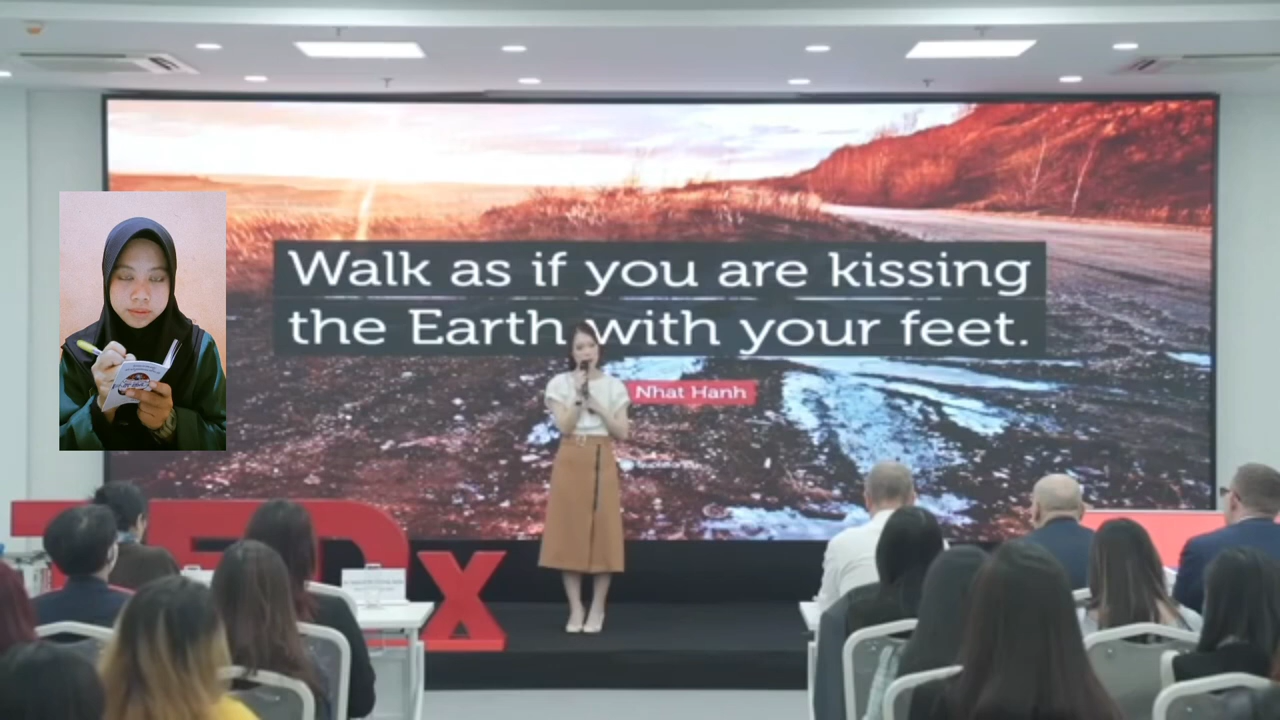 Walk as if you are kissing
the Earth with your feet.
Nhat Hanh
TEDx